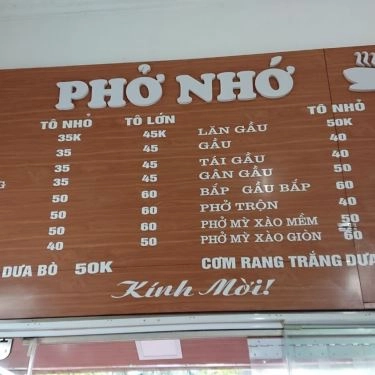 PHỞ NHỚ
TÔ NHỎ TÔ LỚN TÔ NHỎ
35K 45K LĂN GẦU 50K
35 45 GẦU 40
35 45 TÁI GẦU 40
35 45 GÂN GẦU 50
50 60 BẮP GẦU BẮP 60
50 60 PHỞ TRỘN 40
50 60 PHỞ MỲ XÀO MỀM 50
40 50 PHỞ MỲ XÀO GIÒN 60
DƯA BÒ 50K CƠM RANG TRẮNG DƯA
Kính Mời!